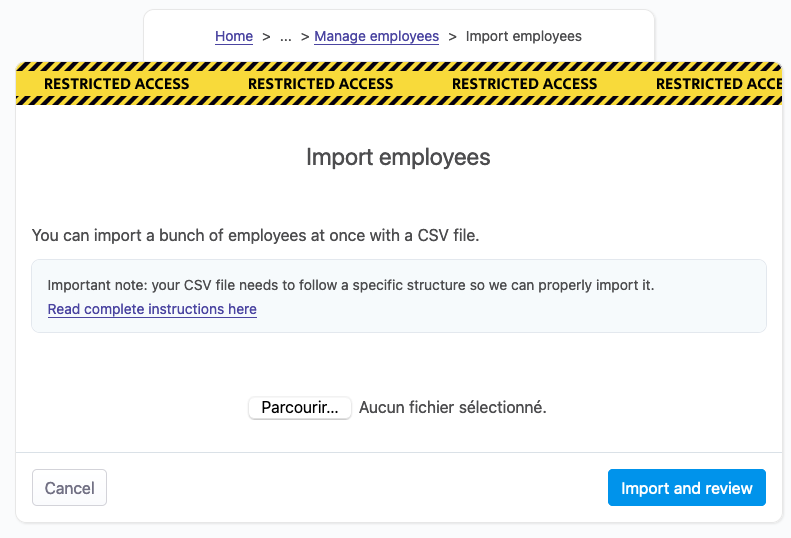 Home > ... > Manage employees > Import employees
RESTRICTED ACCESS RESTRICTED ACCESS RESTRICTED ACCESS RESTRICTED ACCE
Import employees
You can import a bunch of employees at once with a CSV file.
Important note: your CSV file needs to follow a specific structure so we can properly import it.
Read complete instructions here
Parcourir... Aucun fichier sélectionné.
Cancel Import and review